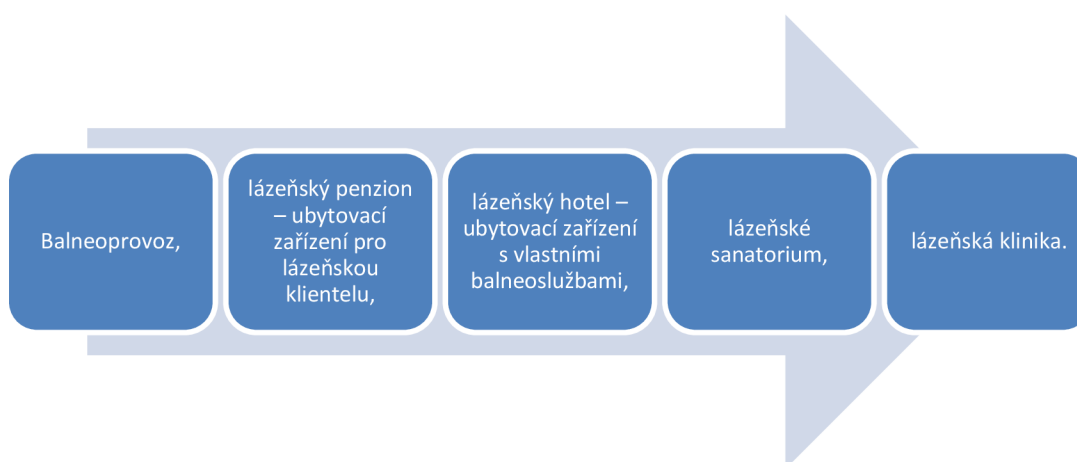 Balneoprovoz,
lázeňský penzion
– ubytovací
zařízení pro
lázeňskou
klientelu,
lázeňský hotel –
ubytovací zařízení
s vlastními
balneoslužbami,
lázeňské
sanatorium,
lázeňská klinika.